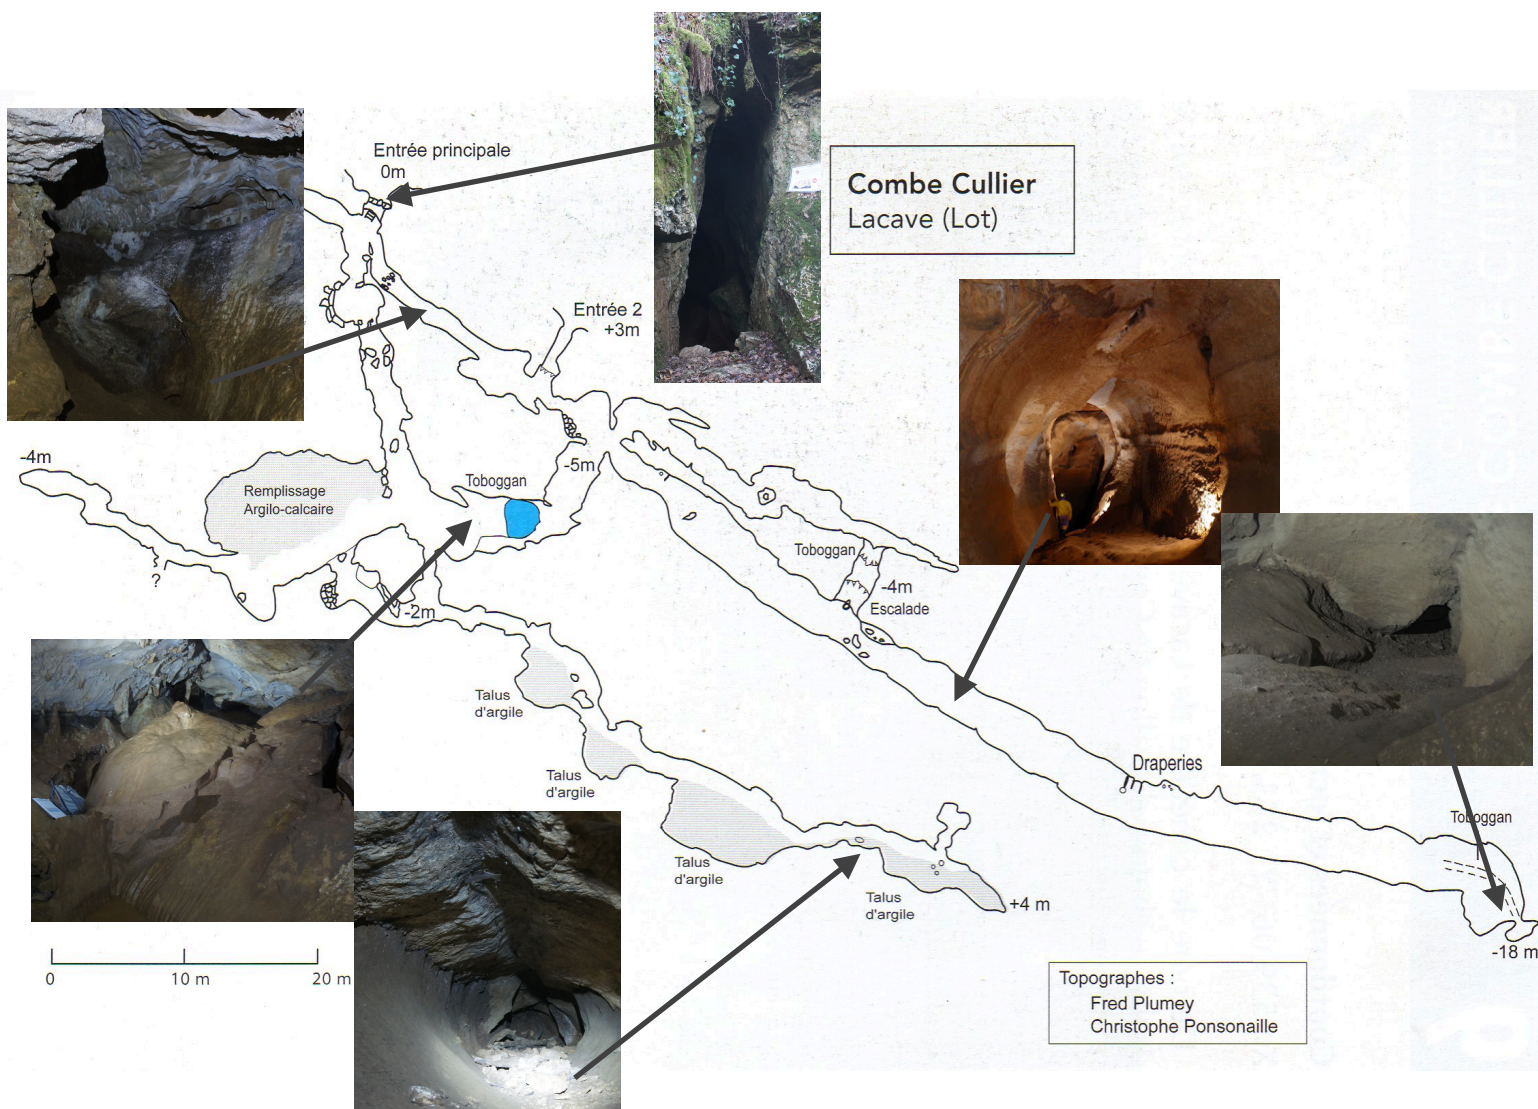 Entrée principale
0m
Combe Cullier
Lacave (Lot)
Entrée 2
+3m
-4m
Remplissage
Argilo-calcaire
Toboggan
-5m
?
-2m
Toboggan
-4m
Escalade
Talus
d'argile
Talus
d'argile
Talus
d'argile
Talus
d'argile
+4 m
Draperies
Toboggan
-18 m
0
10 m
20 m
Topographes :
Fred Plumey
Christophe Ponsonaille